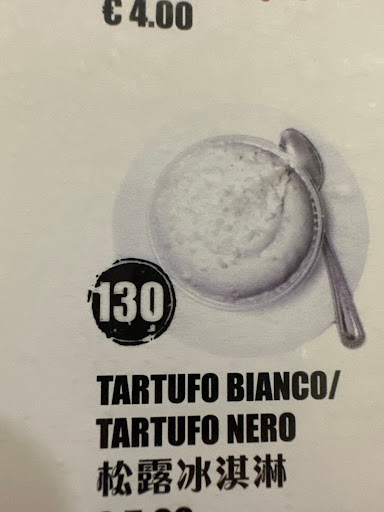 € 4.00
130
TARTUFO BIANCO/
TARTUFO NERO
松露冰淇淋